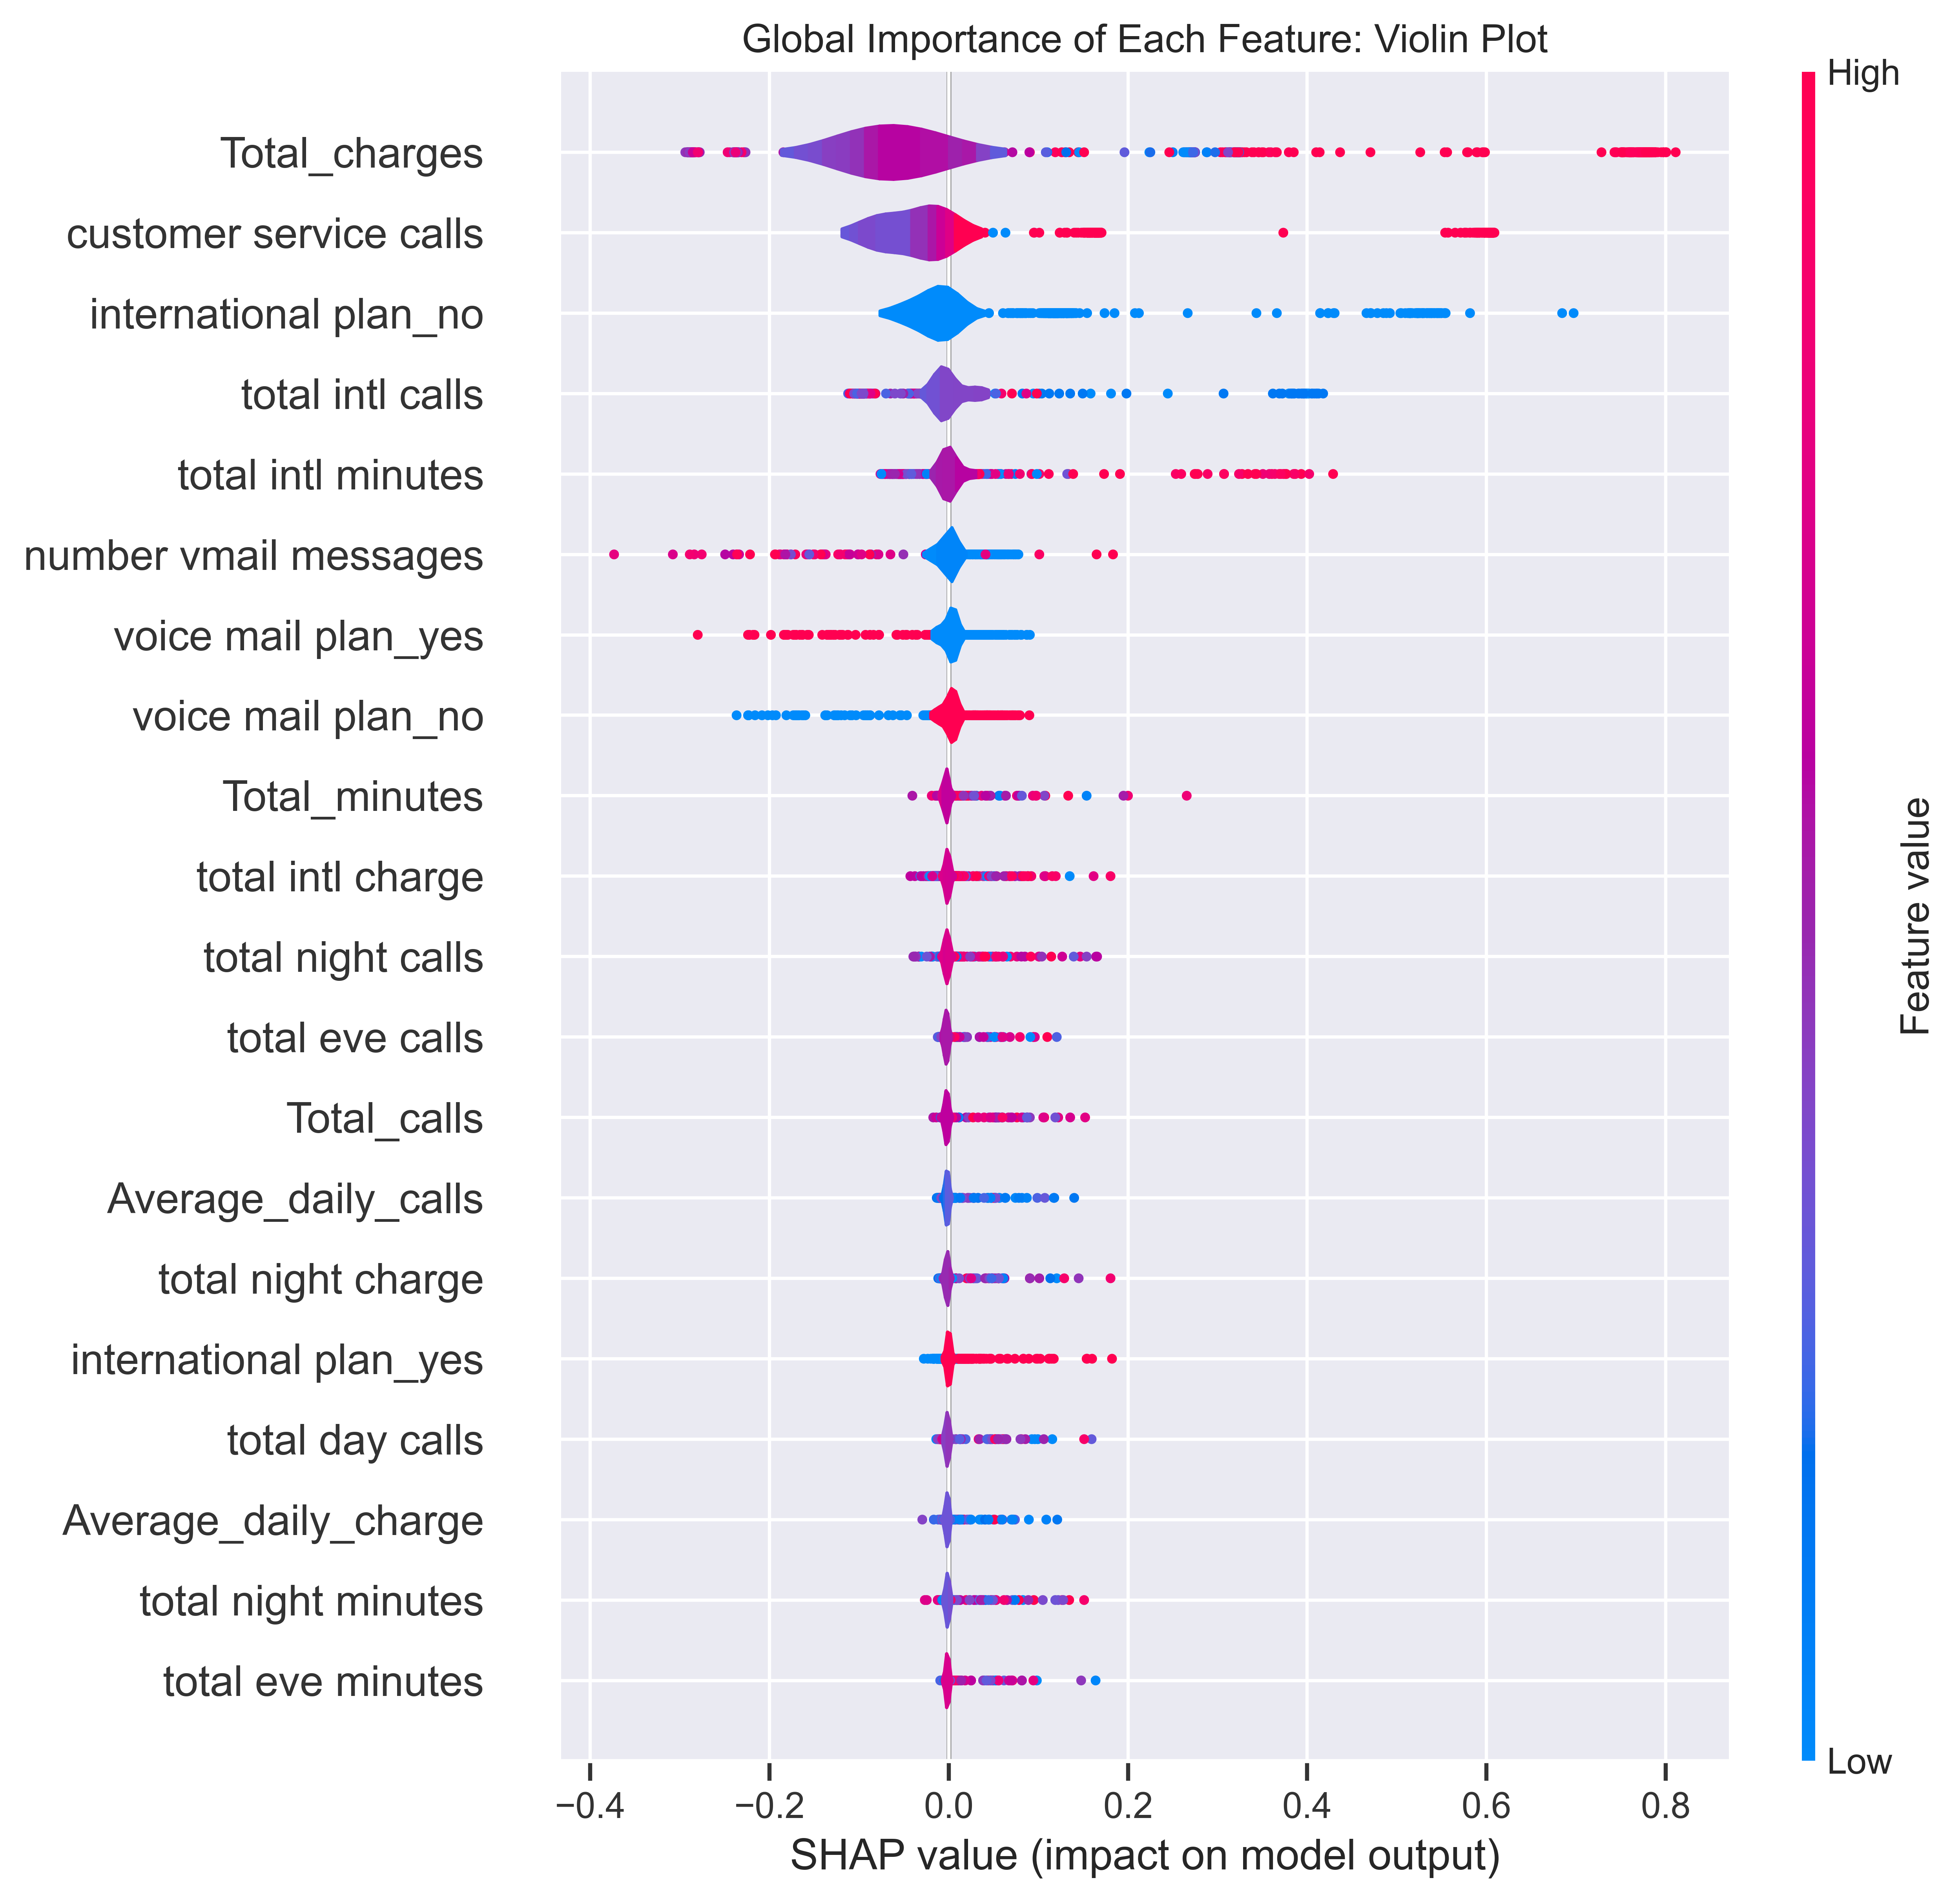 Global Importance of Each Feature: Violin Plot
High
Total_charges
customer service calls
international plan_no
total intl calls
total intl minutes
number vmail messages
voice mail plan_yes
voice mail plan_no
Total_minutes
total intl charge
total night calls
total eve calls
Total_calls
Average_daily_calls
total night charge
international plan_yes
total day calls
Average_daily_charge
total night minutes
total eve minutes
Feature value
Low
−0.4 −0.2 0.0 0.2 0.4 0.6 0.8
SHAP value (impact on model output)